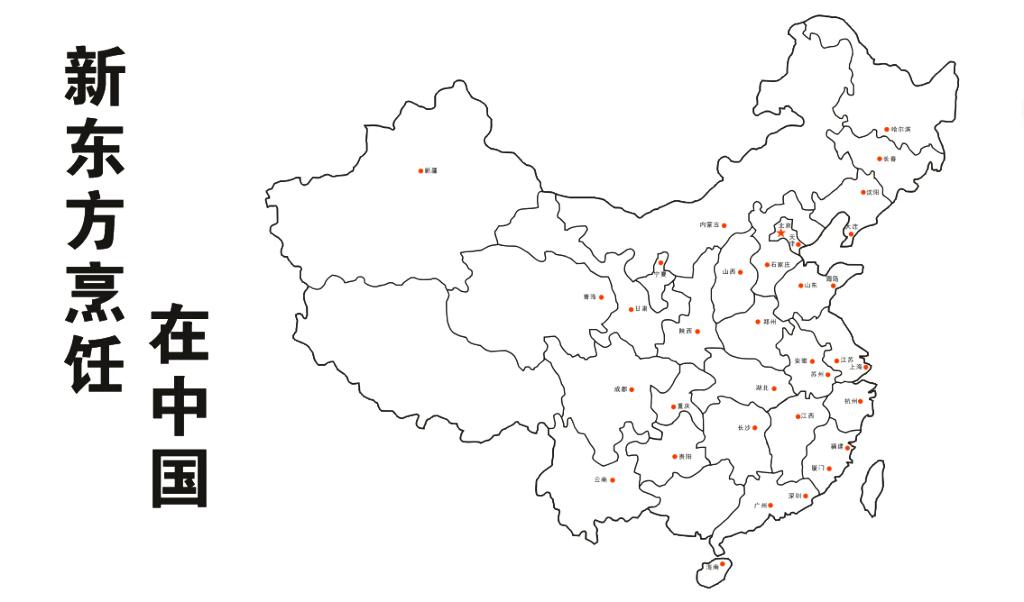 新东方烹饪
在中国
哈尔滨
长春
沈阳
大连
新疆
内蒙古
北京
天津
石家庄
山西
宁夏
山东
青岛
青海
甘肃
陕西
郑州
安徽
江苏
上海
苏州
成都
湖北
杭州
重庆
江西
长沙
福建
贵阳
厦门
云南
深圳
广州
海南